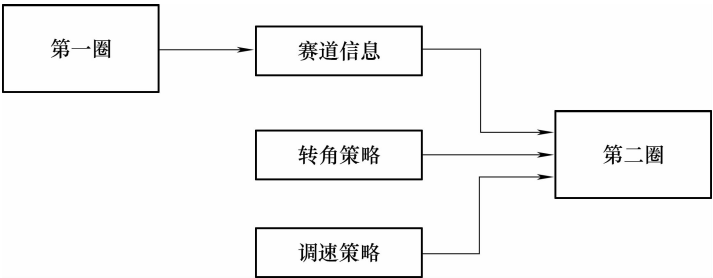 第一圈
赛道信息
转角策略
调速策略
第二圈